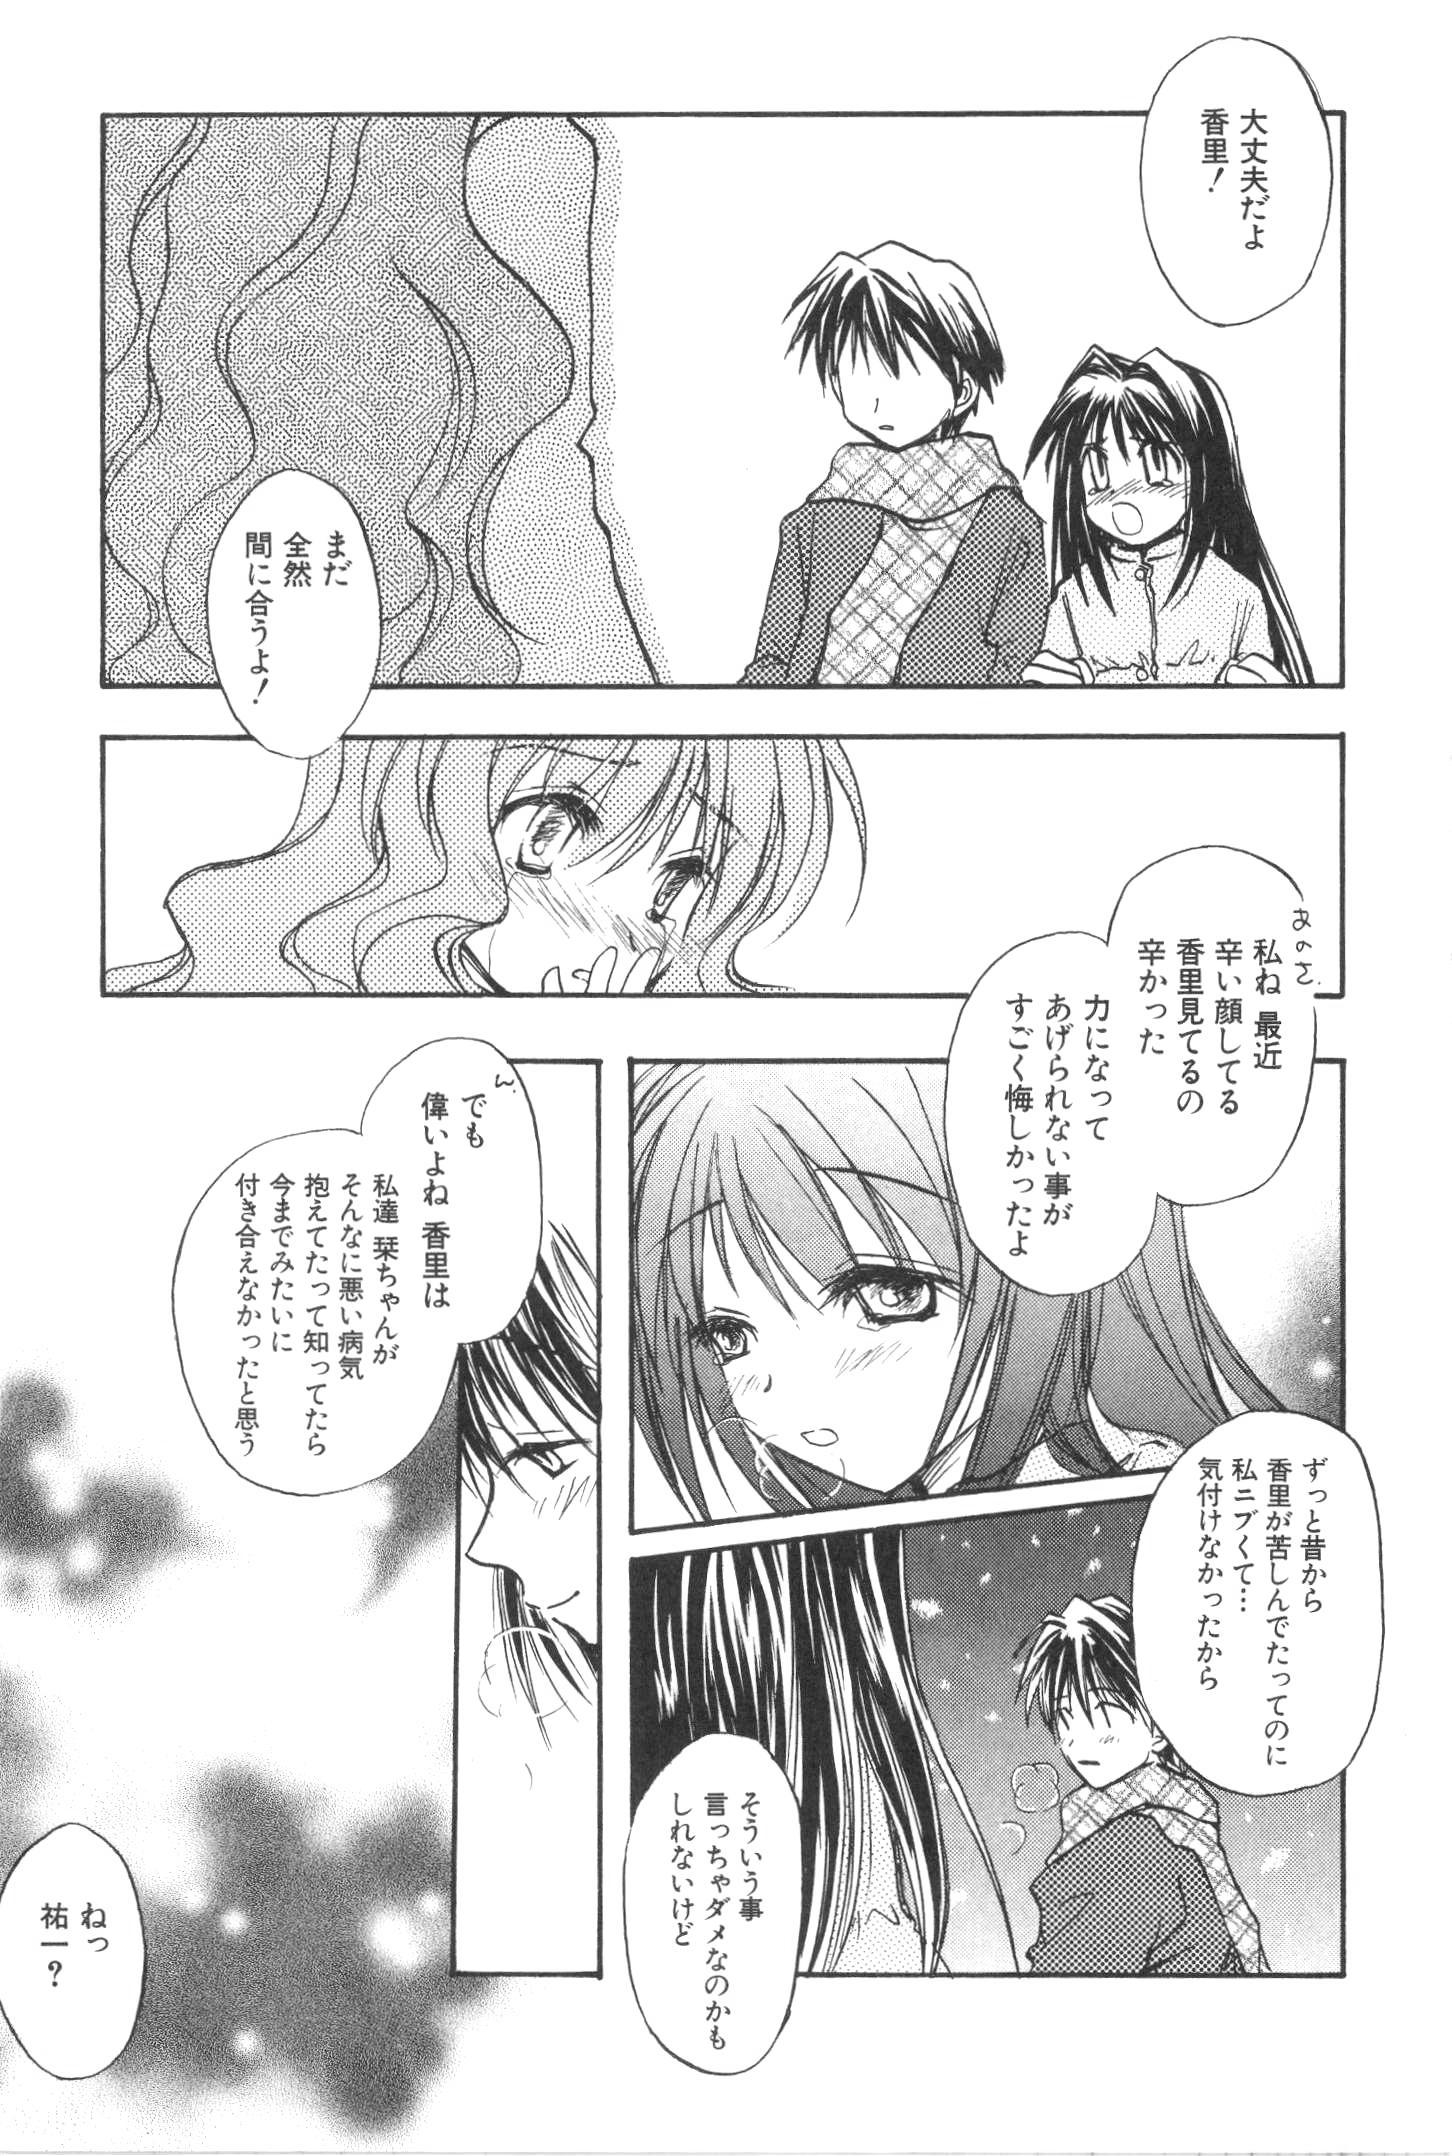 大丈夫だよ
香里！
まだ
全然
間に合うよ！
あのさ
私ね 最近
辛い顔してる
香里見てるの
辛かった
力になって
あげられない事が
すごく悔しかったよ
ずっと昔から
香里が苦しんでたってのに
私ニブくて…
気付けなかったから
そういう事
言っちゃダメなのかも
しれないけど
ん.
でも
偉いよね 香里は
私達 栞ちゃんが
そんなに悪い病気
抱えてたって知ってたら
今までみたいに
付き合えなかったと思う
ねっ
祐一?